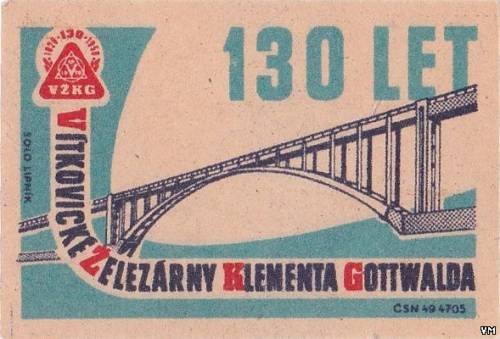 1828-130-1958
VŽKG
130 LET
SOLO LIPNÍK
VÍTKOVICKÉ ŽELEZÁRNY KLEMENTA GOTTWALDA
ČSN 49 4705
VM